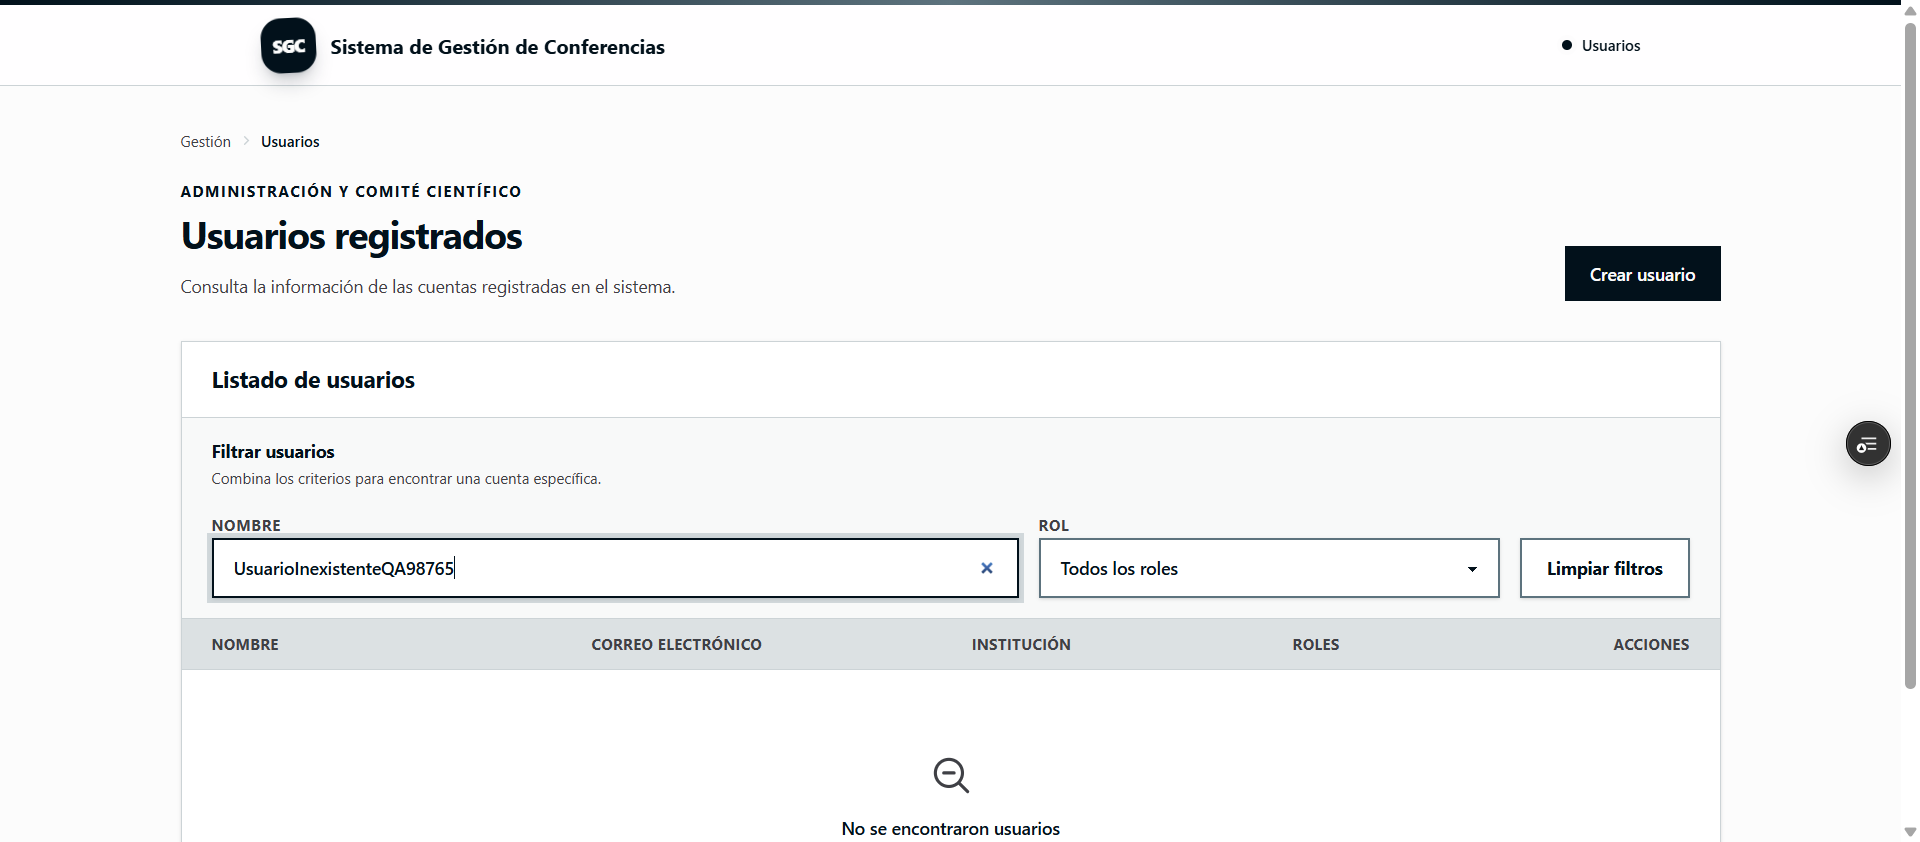 SGC Sistema de Gestión de Conferencias
Usuarios
Gestión > Usuarios
ADMINISTRACIÓN Y COMITÉ CIENTÍFICO
Usuarios registrados
Consulta la información de las cuentas registradas en el sistema.
Crear usuario
Listado de usuarios
Filtrar usuarios
Combina los criterios para encontrar una cuenta específica.
NOMBRE
UsuarioInexistenteQA98765
ROL
Todos los roles
Limpiar filtros
NOMBRE CORREO ELECTRÓNICO INSTITUCIÓN ROLES ACCIONES
No se encontraron usuarios